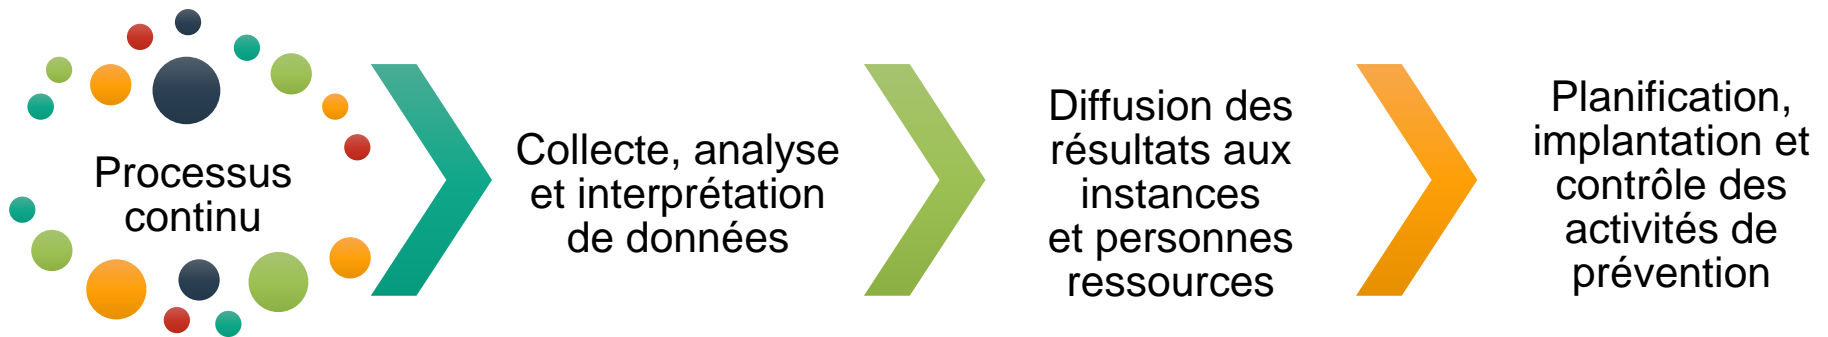 Processus
continu
Collecte, analyse
et interprétation
de données
Diffusion des
résultats aux
instances
et personnes
ressources
Planification,
implantation et
contrôle des
activités de
prévention